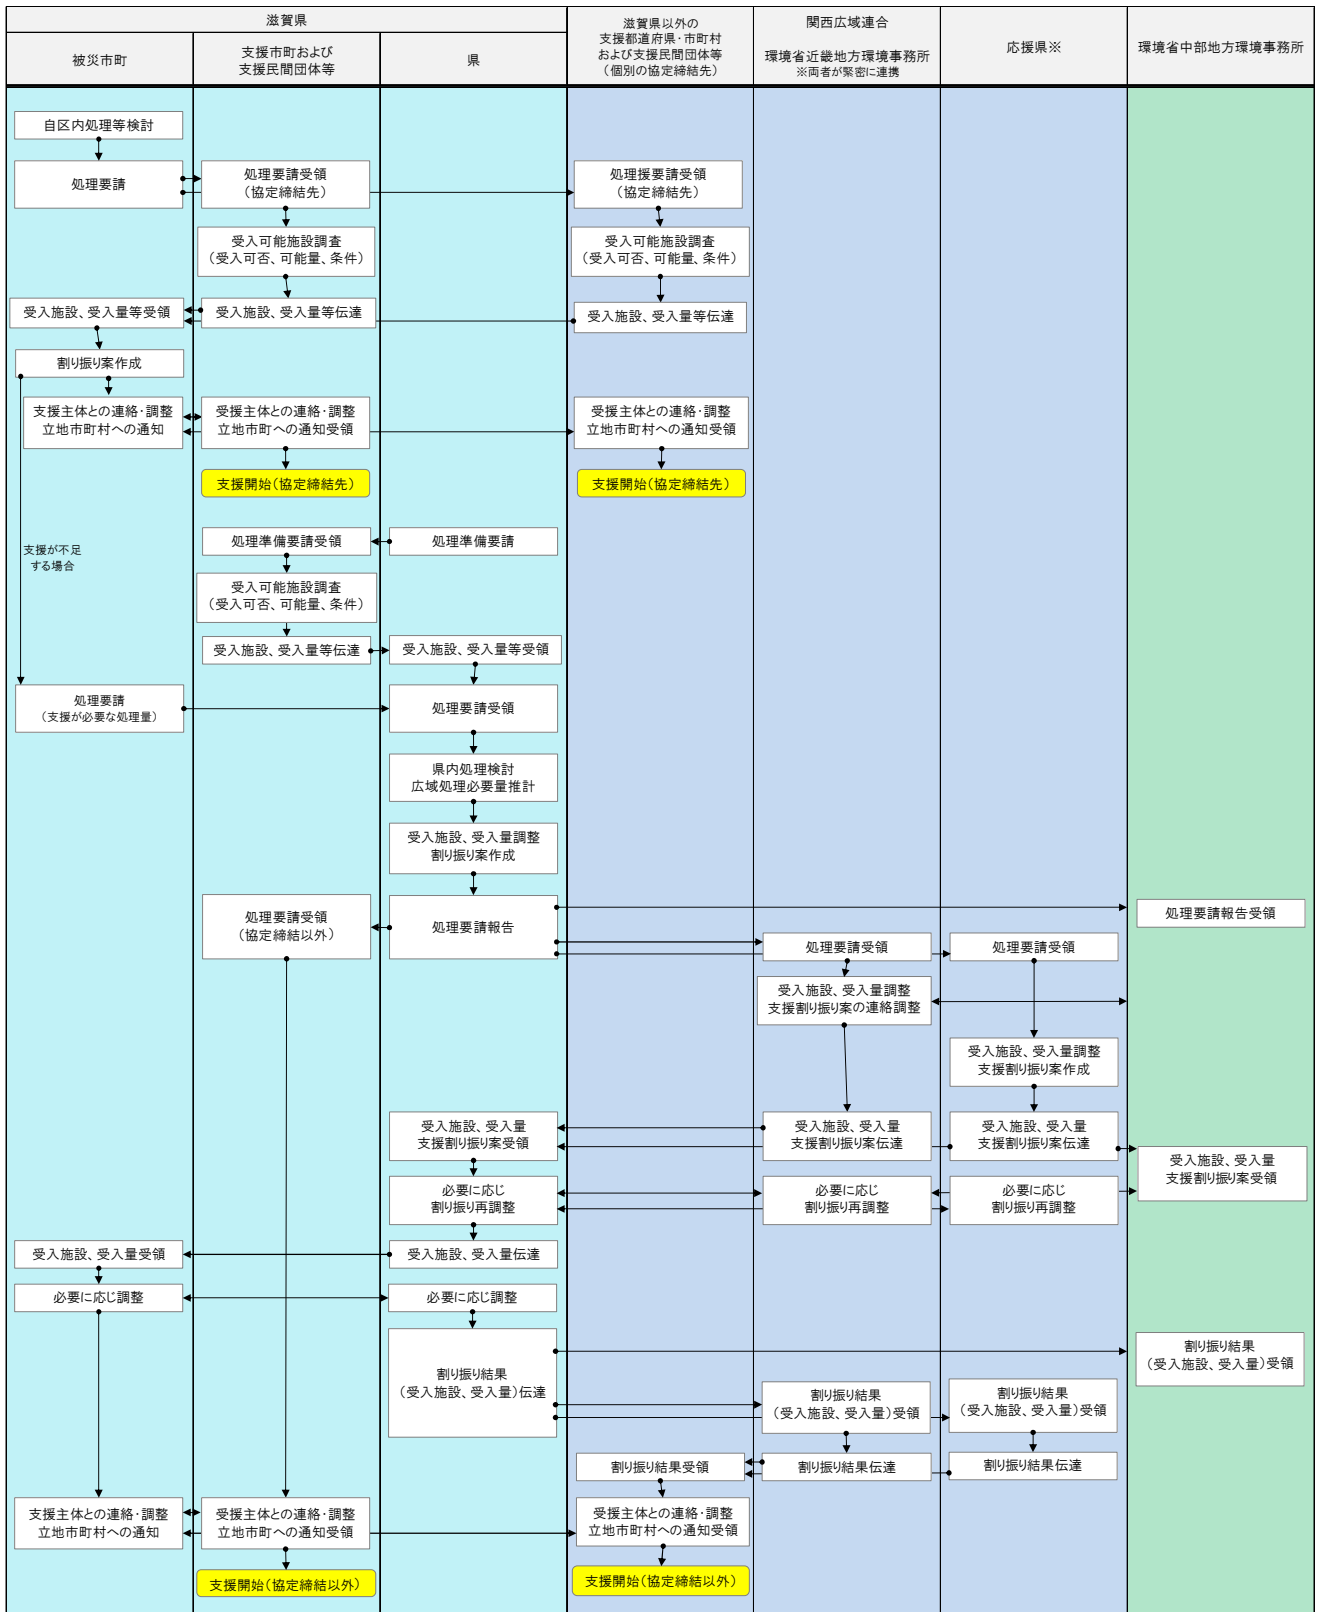 滋賀県
被災市町
支援市町および
支援民間団体等
県
滋賀県以外の
支援都道府県・市町村
および支援民間団体等
（個別の協定締結先）
関西広域連合
環境省近畿地方環境事務所
※両者が緊密に連携
応援県※
環境省中部地方環境事務所
自区内処理等検討
処理要請
処理要請受領
（協定締結先）
処理援要請受領
（協定締結先）
受入可能施設調査
（受入可否、可能量、条件）
受入可能施設調査
（受入可否、可能量、条件）
受入施設、受入量等受領
受入施設、受入量等伝達
受入施設、受入量等伝達
割り振り案作成
支援主体との連絡・調整
立地市町村への通知
受援主体との連絡・調整
立地市町への通知受領
受援主体との連絡・調整
立地市町村への通知受領
支援開始（協定締結先）
支援開始（協定締結先）
支援が不足
する場合
処理準備要請受領
処理準備要請
受入可能施設調査
（受入可否、可能量、条件）
受入施設、受入量等伝達
受入施設、受入量等受領
処理要請
（支援が必要な処理量）
処理要請受領
県内処理検討
広域処理必要量推計
受入施設、受入量調整
割り振り案作成
処理要請受領
（協定締結以外）
処理要請報告
処理要請報告受領
処理要請受領
処理要請受領
受入施設、受入量調整
支援割り振り案の連絡調整
受入施設、受入量調整
支援割り振り案作成
受入施設、受入量
支援割り振り案受領
受入施設、受入量
支援割り振り案伝達
受入施設、受入量
支援割り振り案伝達
受入施設、受入量
支援割り振り案受領
必要に応じ
割り振り再調整
必要に応じ
割り振り再調整
必要に応じ
割り振り再調整
受入施設、受入量受領
受入施設、受入量伝達
必要に応じ調整
必要に応じ調整
割り振り結果
（受入施設、受入量）伝達
割り振り結果
（受入施設、受入量）受領
割り振り結果
（受入施設、受入量）受領
割り振り結果
（受入施設、受入量）受領
割り振り結果受領
割り振り結果伝達
割り振り結果伝達
支援主体との連絡・調整
立地市町村への通知
受援主体との連絡・調整
立地市町への通知受領
受援主体との連絡・調整
立地市町村への通知受領
支援開始（協定締結以外）
支援開始（協定締結以外）